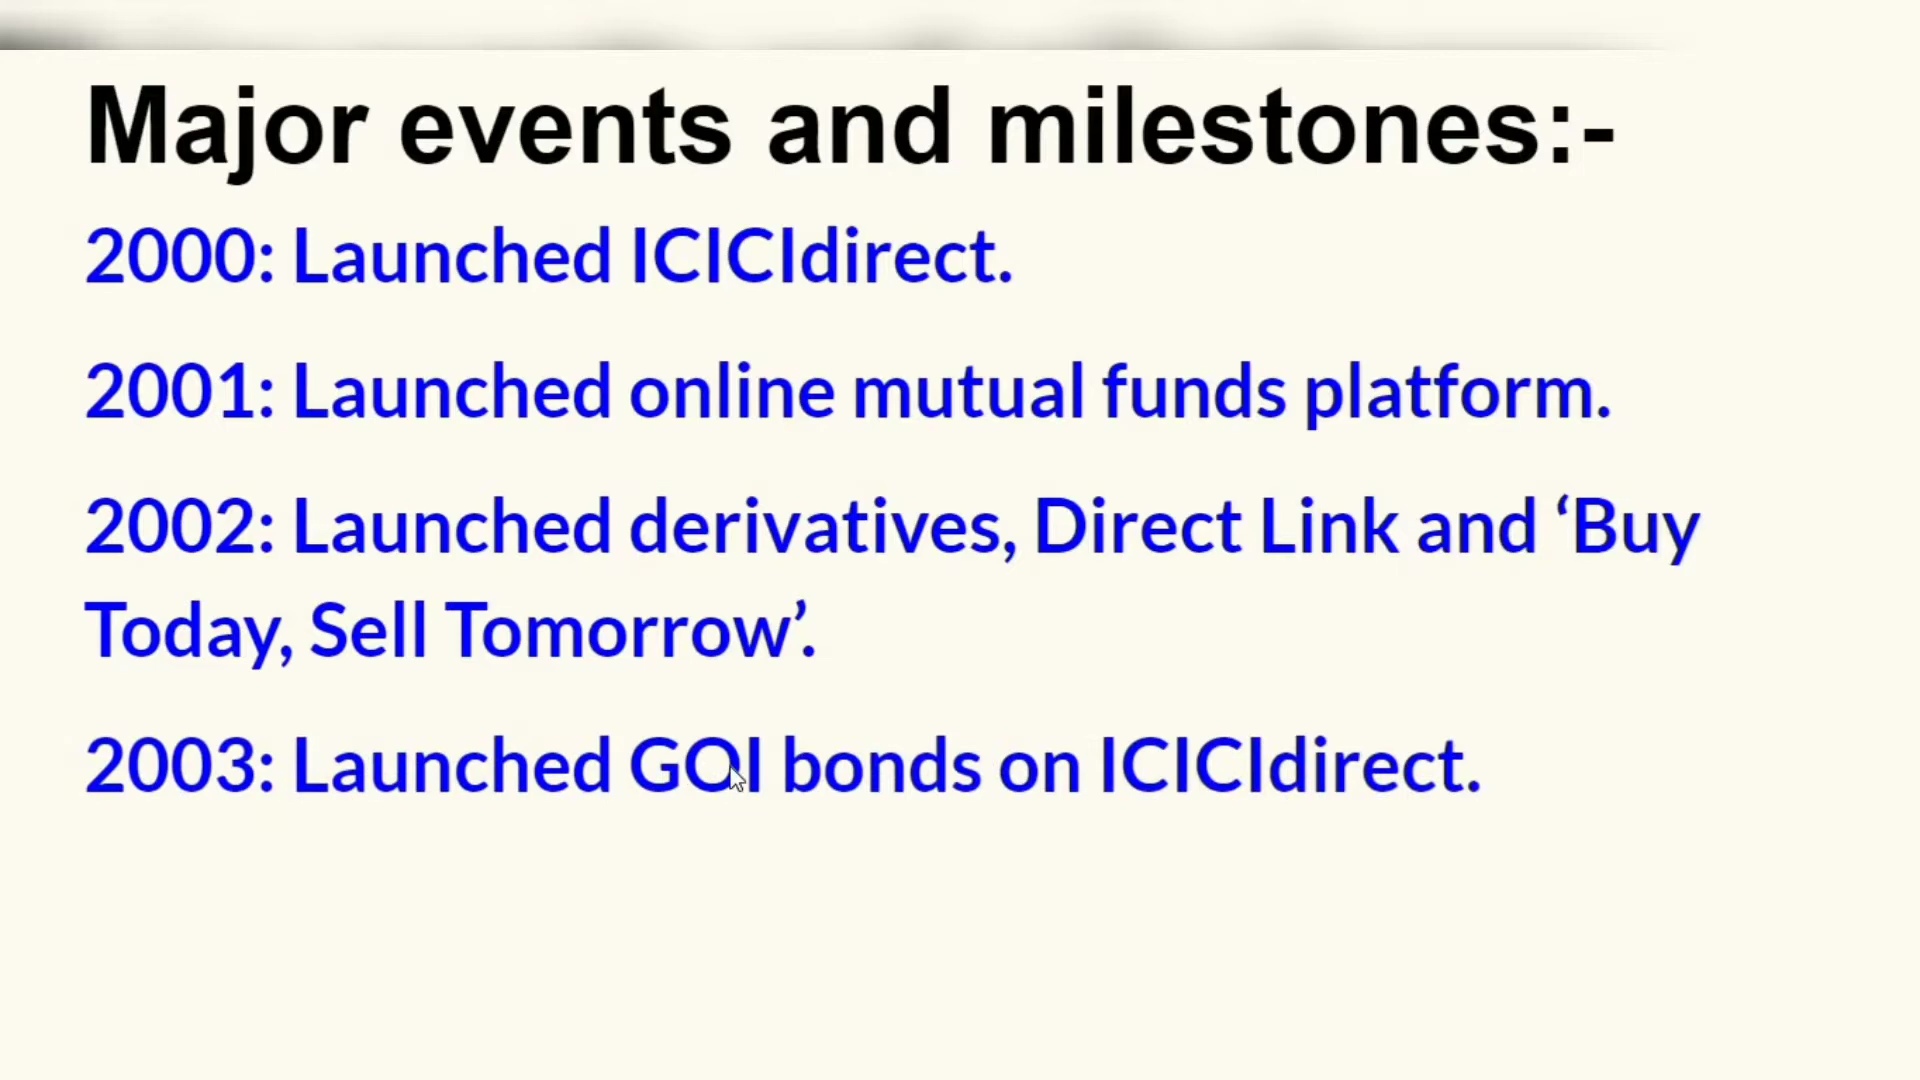 Major events and milestones:-
2000: Launched ICICIdirect.
2001: Launched online mutual funds platform.
2002: Launched derivatives, Direct Link and ‘Buy
Today, Sell Tomorrow’.
2003: Launched GOI bonds on ICICIdirect.